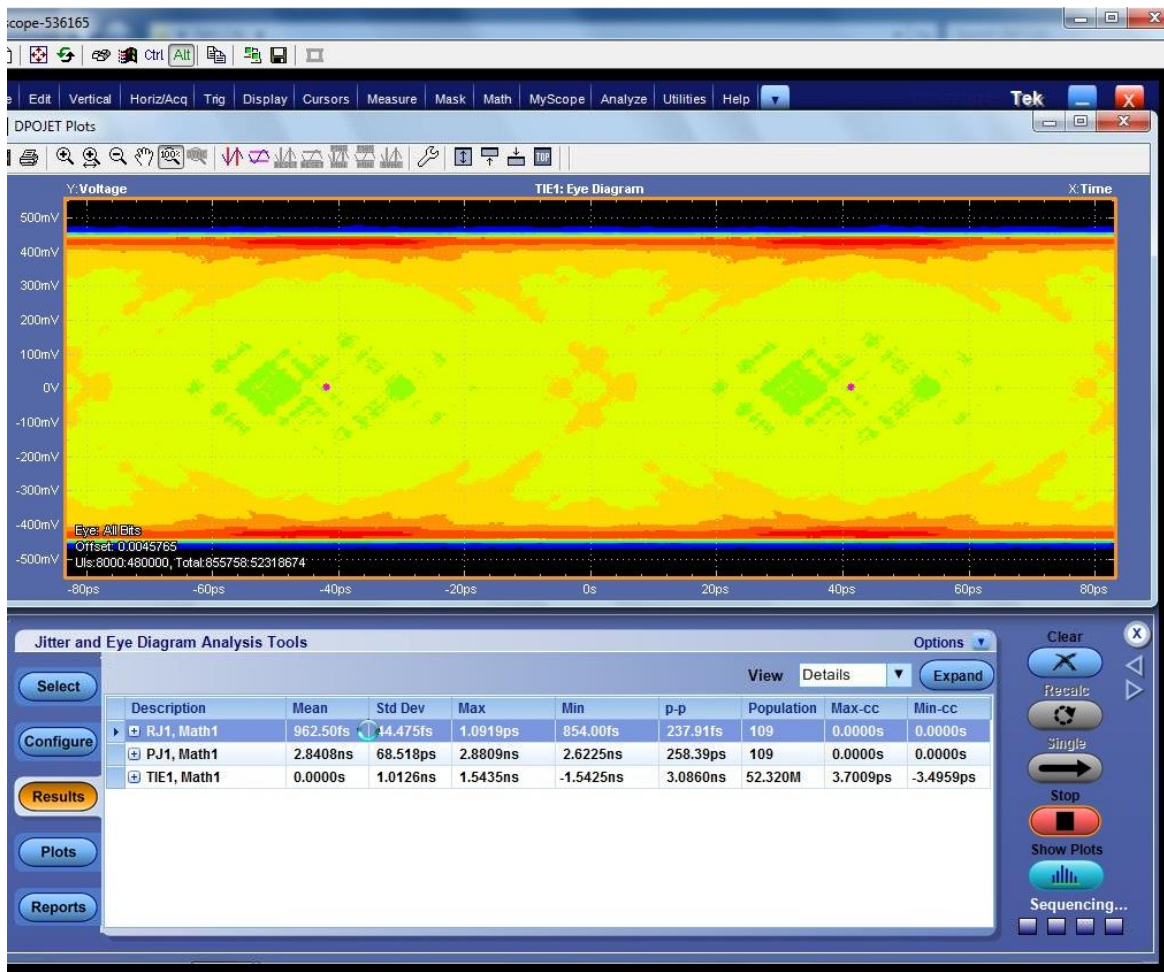 scope-536165
Ctrl Alt
e Edit Vertical Horiz/Acq Trig Display Cursors Measure Mask Math MyScope Analyze Utilities Help Tek
DPOJET Plots
100%
TOP
Y:Voltage TIE1: Eye Diagram X:Time
500mV
400mV
300mV
200mV
100mV
0V
-100mV
-200mV
-300mV
-400mV
-500mV
Eye: All Bits
Offset: 0.0045765
UIs:8000:480000, Total:855758:52318674
-80ps -60ps -40ps -20ps 0s 20ps 40ps 60ps 80ps
Jitter and Eye Diagram Analysis Tools Options
Clear
View Details Expand
Select
Recalc
Description Mean Std Dev Max Min p-p Population Max-cc Min-cc
RJ1, Math1 962.50fs 44.475fs 1.0919ps 854.00fs 237.91fs 109 0.0000s 0.0000s
Configure
Single
PJ1, Math1 2.8408ns 68.518ps 2.8809ns 2.6225ns 258.39ps 109 0.0000s 0.0000s
TIE1, Math1 0.0000s 1.0126ns 1.5435ns -1.5425ns 3.0860ns 52.320M 3.7009ps -3.4959ps
Results
Stop
Plots
Show Plots
Reports
Sequencing...